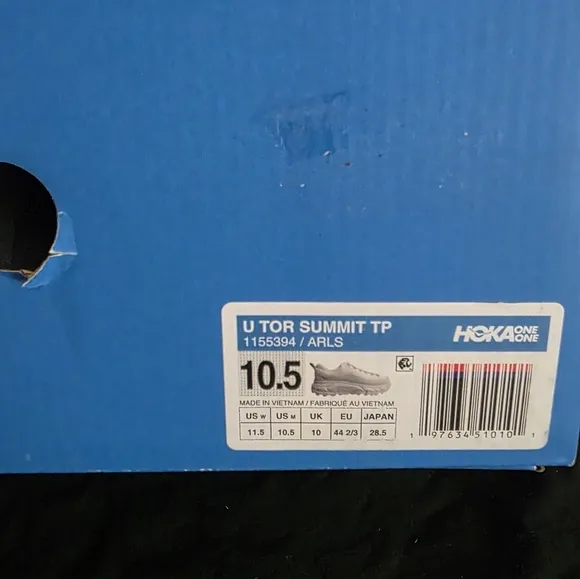 U TOR SUMMIT TP
1155394 / ARLS
HOKA ONE ONE
10.5
MADE IN VIETNAM / FABRIQUÉ AU VIETNAM
US W US M UK EU JAPAN
11.5 10.5 10 44 2/3 28.5
1 97634 51010 1